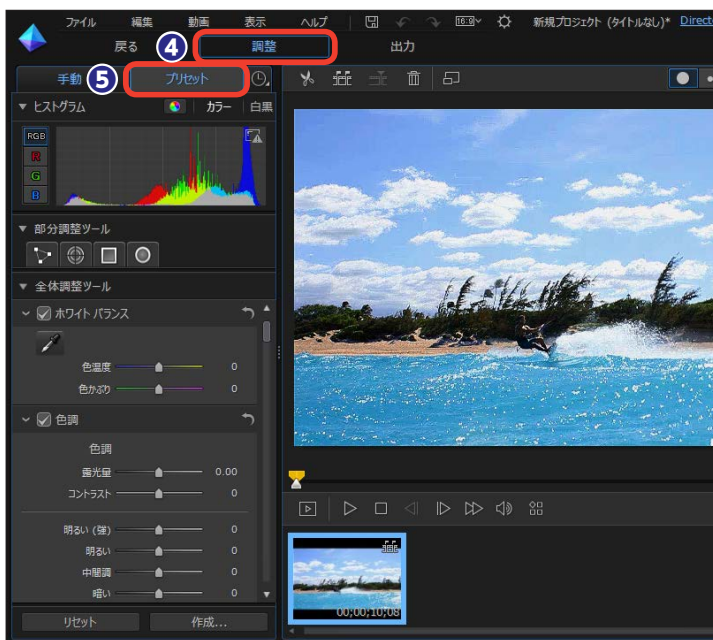 ファイル 編集 動画 表示 ヘルプ 16:9 新規プロジェクト (タイトルなし)* Direct
戻る ④ 調整 出力
手動 ⑤ プリセット
ヒストグラム カラー 白黒
RGB
R
G
B
部分調整ツール
全体調整ツール
ホワイト バランス
色温度 0
色かぶり 0
色調
色調
露光量 0.00
コントラスト 0
明るい (強) 0
明るい 0
中間調 0
暗い 0
00;00;10;08
リセット 作成...